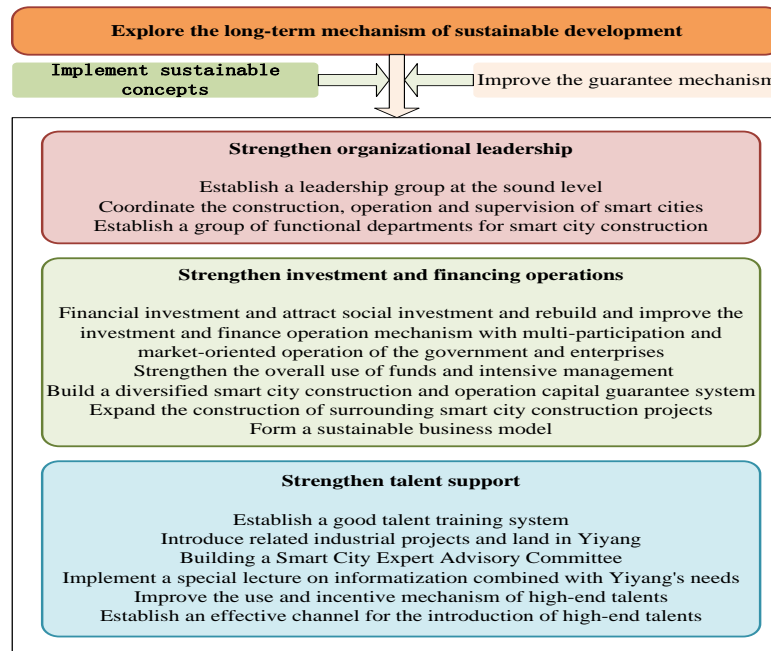 Explore the long-term mechanism of sustainable development
Implement sustainable
concepts
Improve the guarantee mechanism
Strengthen organizational leadership
Establish a leadership group at the sound level
Coordinate the construction, operation and supervision of smart cities
Establish a group of functional departments for smart city construction
Strengthen investment and financing operations
Financial investment and attract social investment and rebuild and improve the
investment and finance operation mechanism with multi-participation and
market-oriented operation of the government and enterprises
Strengthen the overall use of funds and intensive management
Build a diversified smart city construction and operation capital guarantee system
Expand the construction of surrounding smart city construction projects
Form a sustainable business model
Strengthen talent support
Establish a good talent training system
Introduce related industrial projects and land in Yiyang
Building a Smart City Expert Advisory Committee
Implement a special lecture on informatization combined with Yiyang's needs
Improve the use and incentive mechanism of high-end talents
Establish an effective channel for the introduction of high-end talents